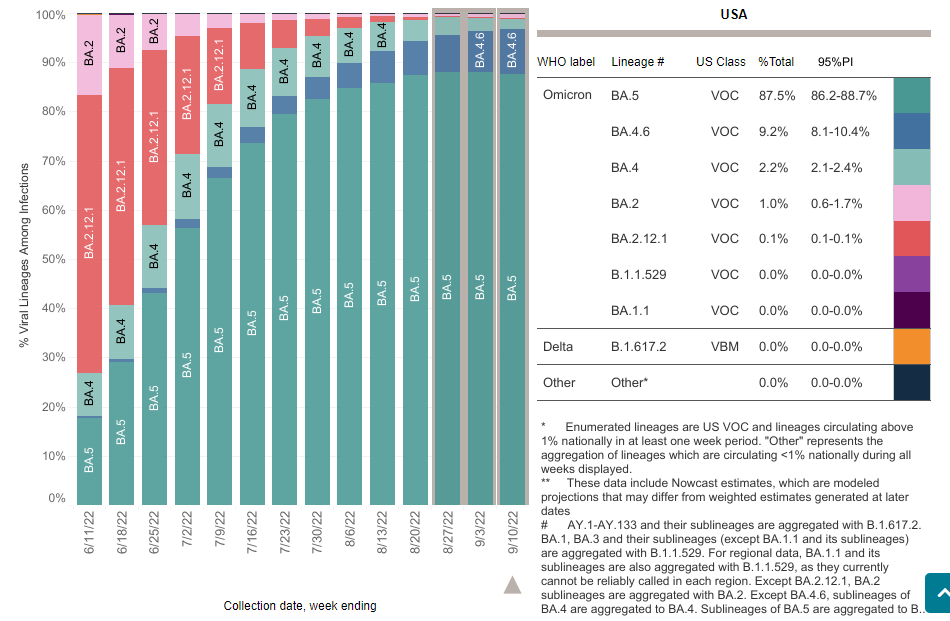 100%
90%
80%
70%
60%
50%
40%
30%
20%
10%
0%
% Viral Lineages Among Infections
BA.2
BA.2.12.1
BA.4
BA.5
BA.2
BA.2.12.1
BA.4
BA.5
BA.2
BA.2.12.1
BA.4
BA.5
BA.2.12.1
BA.4
BA.5
BA.2.12.1
BA.4
BA.5
BA.4
BA.5
BA.4
BA.5
BA.4
BA.5
BA.4
BA.5
BA.4
BA.5
BA.5
BA.5
BA.4.6
BA.5
BA.4.6
BA.5
6/11/22
6/18/22
6/25/22
7/2/22
7/9/22
7/16/22
7/23/22
7/30/22
8/6/22
8/13/22
8/20/22
8/27/22
9/3/22
9/10/22
Collection date, week ending
USA
WHO label Lineage # US Class %Total 95%PI
Omicron BA.5 VOC 87.5% 86.2-88.7%
BA.4.6 VOC 9.2% 8.1-10.4%
BA.4 VOC 2.2% 2.1-2.4%
BA.2 VOC 1.0% 0.6-1.7%
BA.2.12.1 VOC 0.1% 0.1-0.1%
B.1.1.529 VOC 0.0% 0.0-0.0%
BA.1.1 VOC 0.0% 0.0-0.0%
Delta B.1.617.2 VBM 0.0% 0.0-0.0%
Other Other* 0.0% 0.0-0.0%
* Enumerated lineages are US VOC and lineages circulating above
1% nationally in at least one week period. "Other" represents the
aggregation of lineages which are circulating <1% nationally during all
weeks displayed.
** These data include Nowcast estimates, which are modeled
projections that may differ from weighted estimates generated at later
dates
# AY.1-AY.133 and their sublineages are aggregated with B.1.617.2.
BA.1, BA.3 and their sublineages (except BA.1.1 and its sublineages)
are aggregated with B.1.1.529. For regional data, BA.1.1 and its
sublineages are also aggregated with B.1.1.529, as they currently
cannot be reliably called in each region. Except BA.2.12.1, BA.2
sublineages are aggregated with BA.2. Except BA.4.6, sublineages of
BA.4 are aggregated to BA.4. Sublineages of BA.5 are aggregated to B...